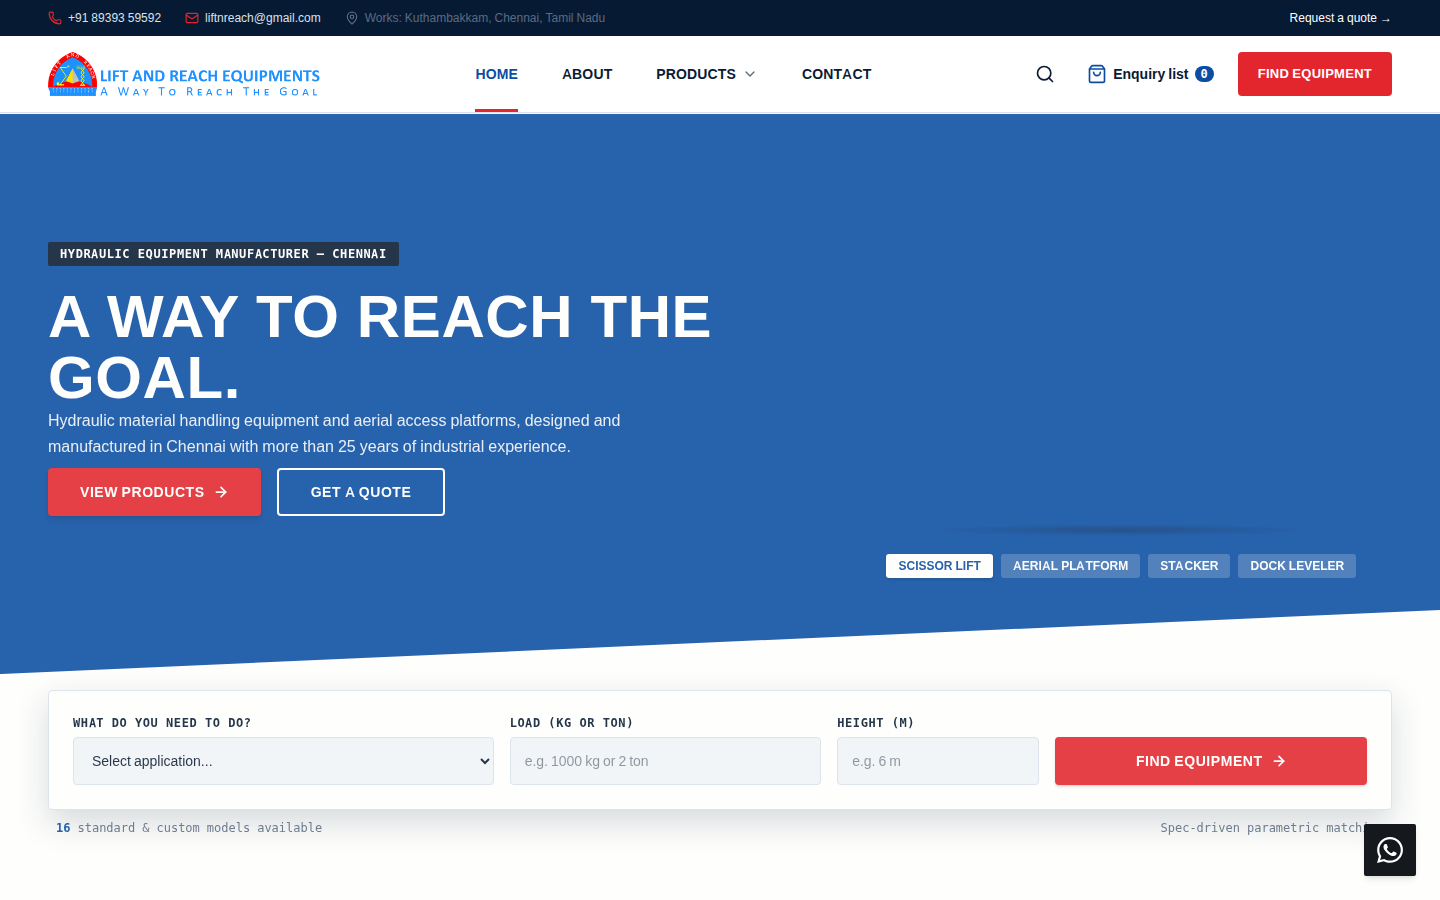 +91 89393 59592
liftnreach@gmail.com
Works: Kuthambakkam, Chennai, Tamil Nadu
Request a quote →
LIFT AND REACH EQUIPMENTS
A WAY TO REACH THE GOAL
HOME
ABOUT
PRODUCTS
CONTACT
Enquiry list 0
FIND EQUIPMENT
HYDRAULIC EQUIPMENT MANUFACTURER — CHENNAI
A WAY TO REACH THE
GOAL.
Hydraulic material handling equipment and aerial access platforms, designed and
manufactured in Chennai with more than 25 years of industrial experience.
VIEW PRODUCTS →
GET A QUOTE
SCISSOR LIFT
AERIAL PLATFORM
STACKER
DOCK LEVELER
WHAT DO YOU NEED TO DO?
LOAD (KG OR TON)
HEIGHT (M)
Select application...
e.g. 1000 kg or 2 ton
e.g. 6 m
FIND EQUIPMENT →
16 standard & custom models available
Spec-driven parametric